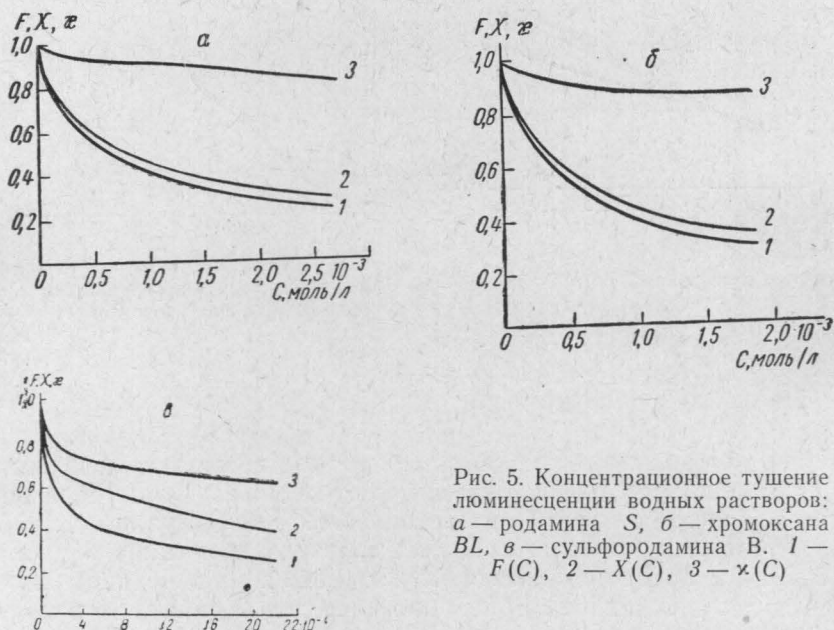 F, X, æ
а
1,0
0,8
0,6
0,4
0,2
3
2
1
0 0,5 1,0 1,5 2,0 2,5 10⁻³
C, моль/л
F, X, æ
б
1,0
0,8
0,6
0,4
0,2
3
2
1
0 0,5 1,0 1,5 2,0·10⁻³
C, моль/л
F, X, æ
в
1,0
0,8
0,6
0,4
0,2
3
2
1
0 4 8 12 16 20 22·10⁻⁴
Рис. 5. Концентрационное тушение
люминесценции водных растворов:
а — родамина S, б — хромоксана
BL, в — сульфородамина В. 1 —
F(C), 2 — X(C), 3 — ϰ(C)